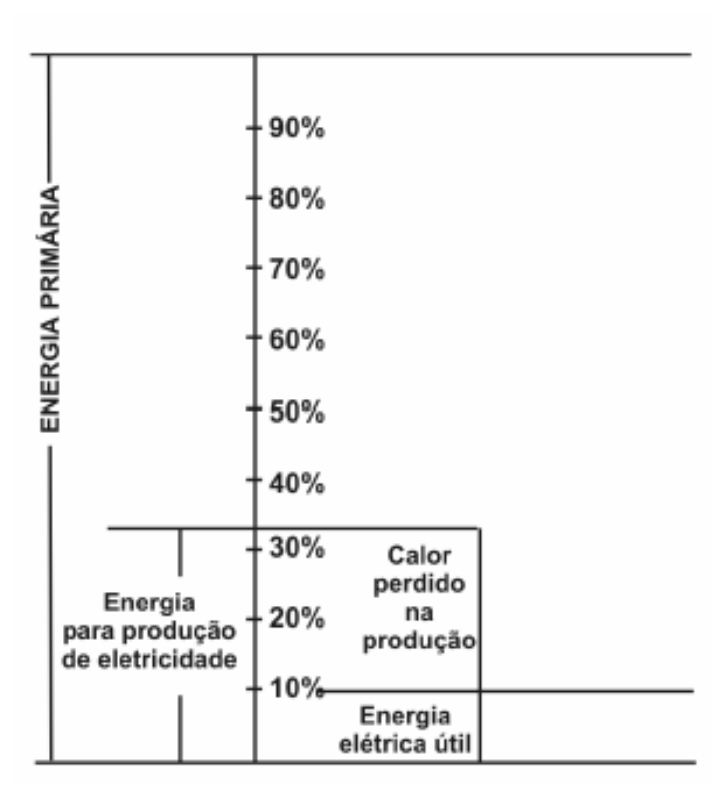 ENERGIA PRIMÁRIA
90%
80%
70%
60%
50%
40%
30%
20%
10%
Energia
para produção
de eletricidade
Calor
perdido
na
produção
Energia
elétrica útil